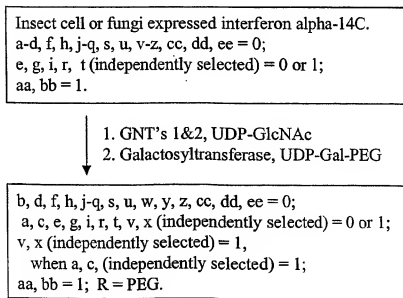 Insect cell or fungi expressed interferon alpha-14C.
a-d, f, h, j-q, s, u, v-z, cc, dd, ee = 0;
e, g, i, r, t (independently selected) = 0 or 1;
aa, bb = 1.
1. GNT's 1&2, UDP-GlcNAc
2. Galactosyltransferase, UDP-Gal-PEG
b, d, f, h, j-q, s, u, w, y, z, cc, dd, ee = 0;
a, c, e, g, i, r, t, v, x (independently selected) = 0 or 1;
v, x (independently selected) = 1,
when a, c, (independently selected) = 1;
aa, bb = 1; R = PEG.